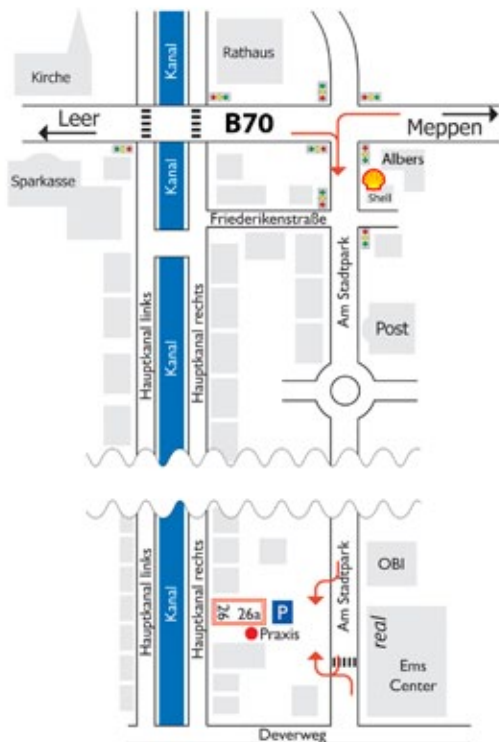 Kirche
Kanal
Rathaus
Leer
B70
Meppen
Sparkasse
Kanal
Albers
Shell
Friederikenstraße
Hauptkanal links
Kanal
Hauptkanal rechts
Am Stadtpark
Post
Hauptkanal links
Kanal
Hauptkanal rechts
Am Stadtpark
OBI
26
26a
P
Praxis
real
Ems
Center
Deverweg